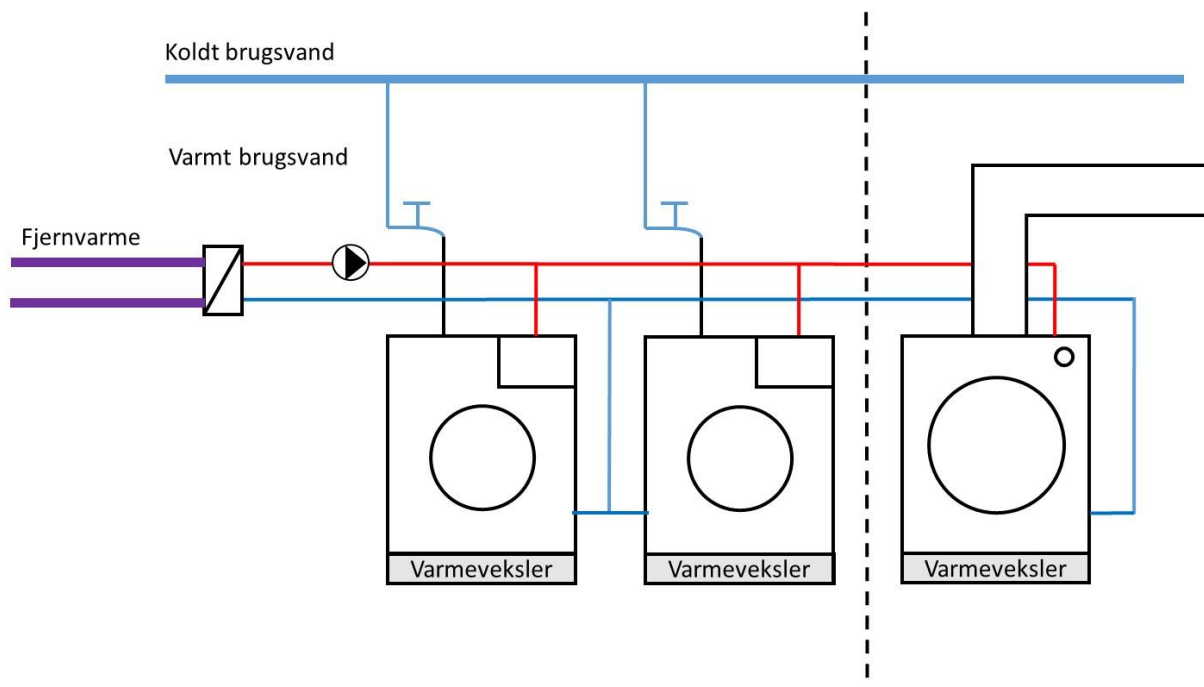 Koldt brugsvand
Varmt brugsvand
Fjernvarme
Varmeveksler
Varmeveksler
Varmeveksler